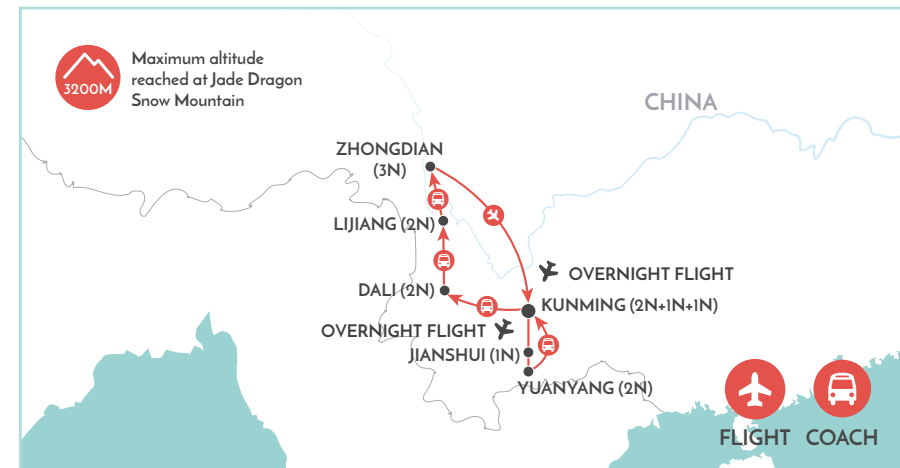 3200M
Maximum altitude
reached at Jade Dragon
Snow Mountain
CHINA
ZHONGDIAN
(3N)
LIJIANG (2N)
OVERNIGHT FLIGHT
DALI (2N)
KUNMING (2N+1N+1N)
OVERNIGHT FLIGHT
JIANSHUI (1N)
YUANYANG (2N)
FLIGHT
COACH